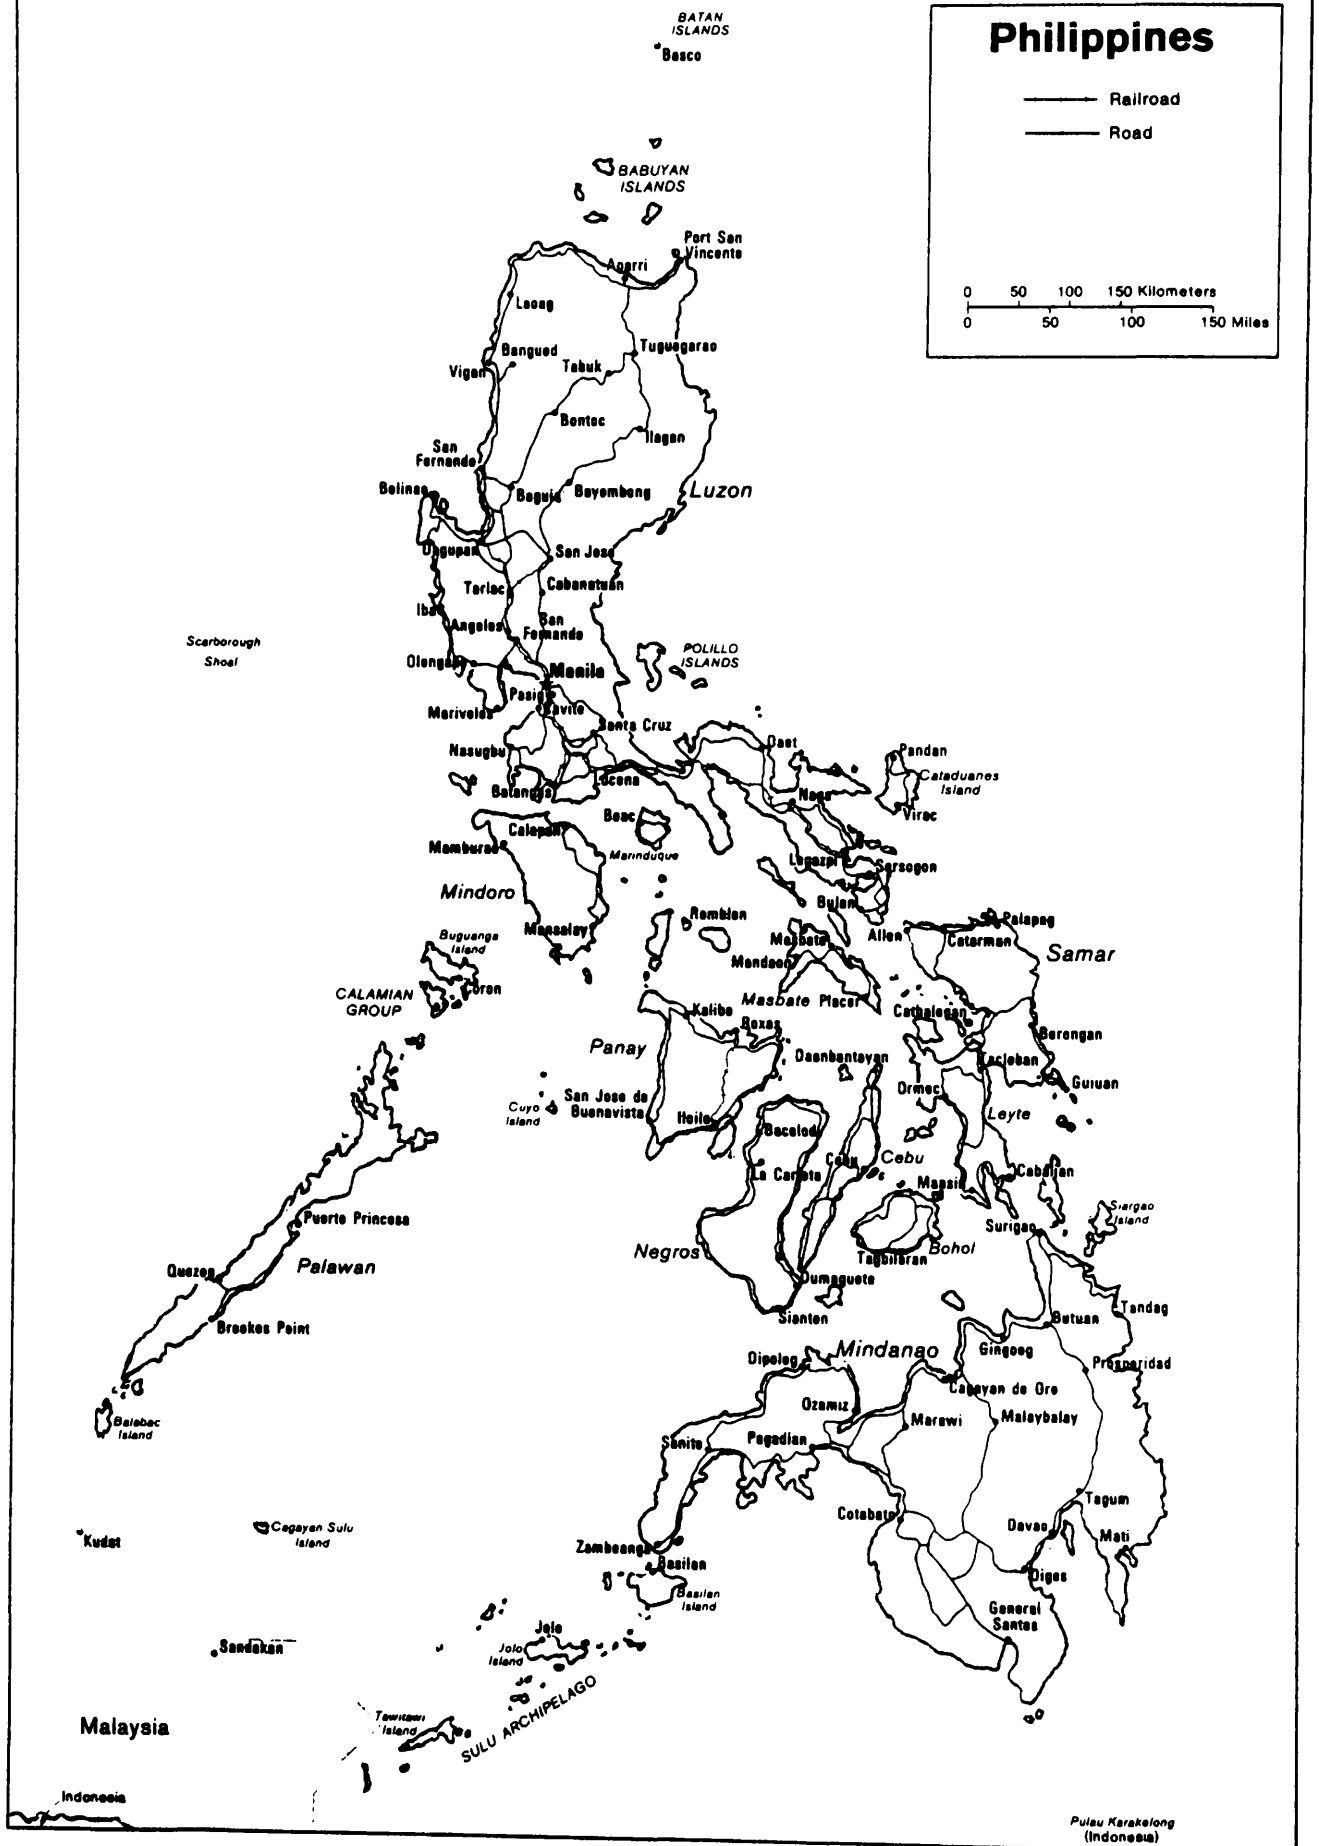 BATAN
ISLANDS
Basco
Philippines
Railroad
Road
0 50 100 150 Kilometers
0 50 100 150 Miles
BABUYAN
ISLANDS
Port San
Vincente
Aparri
Laoag
Bangued
Vigan
Tabuk
Tuguegarao
Bontoc
Ilagan
San
Fernando
Bolinao
Baguio
Bayombong
Luzon
Dagupan
San Jose
Tarlac
Cabanatuan
Iba
Angeles
San
Fernando
Scarborough
Shoal
POLILLO
ISLANDS
Olongapo
Manila
Pasig
Cavite
Mariveles
Santa Cruz
Nasugbu
Daet
Pandan
Cataduanes
Island
Batangas
Lucena
Naga
Virac
Boac
Calapan
Marinduque
Mamburao
Legazpi
Sorsogon
Mindoro
Bulan
Romblon
Palapag
Mansalay
Masbate
Allen
Catarman
Samar
Buguanga
Island
Mandaon
Coron
CALAMIAN
GROUP
Masbate
Placer
Kalibo
Roxas
Catbalogan
Borongan
Panay
Daanbantayan
Tacloban
San Jose de
Buenavista
Ormoc
Guiuan
Cuyo
Island
Iloilo
Leyte
Bacolod
Cebu
Cebu
La Carlota
Maasin
Cabalian
Siargao
Island
Puerto Princesa
Surigao
Negros
Tagbilaran
Bohol
Palawan
Quezon
Dumaguete
Brookes Point
Sianton
Butuan
Tandag
Mindanao
Gingoog
Dipolog
Prosperidad
Cagayan de Oro
Ozamiz
Balabac
Island
Marawi
Malaybalay
Sanito
Pagadian
Tagum
Cotabato
Cagayan Sulu
Island
Kudat
Davao
Mati
Zamboanga
Basilan
Digos
Basilan
Island
General
Santos
Jolo
Jolo
Island
Sandakan
SULU ARCHIPELAGO
Tawitawi
Island
Malaysia
Indonesia
Pulau Karakelong
(Indonesia)